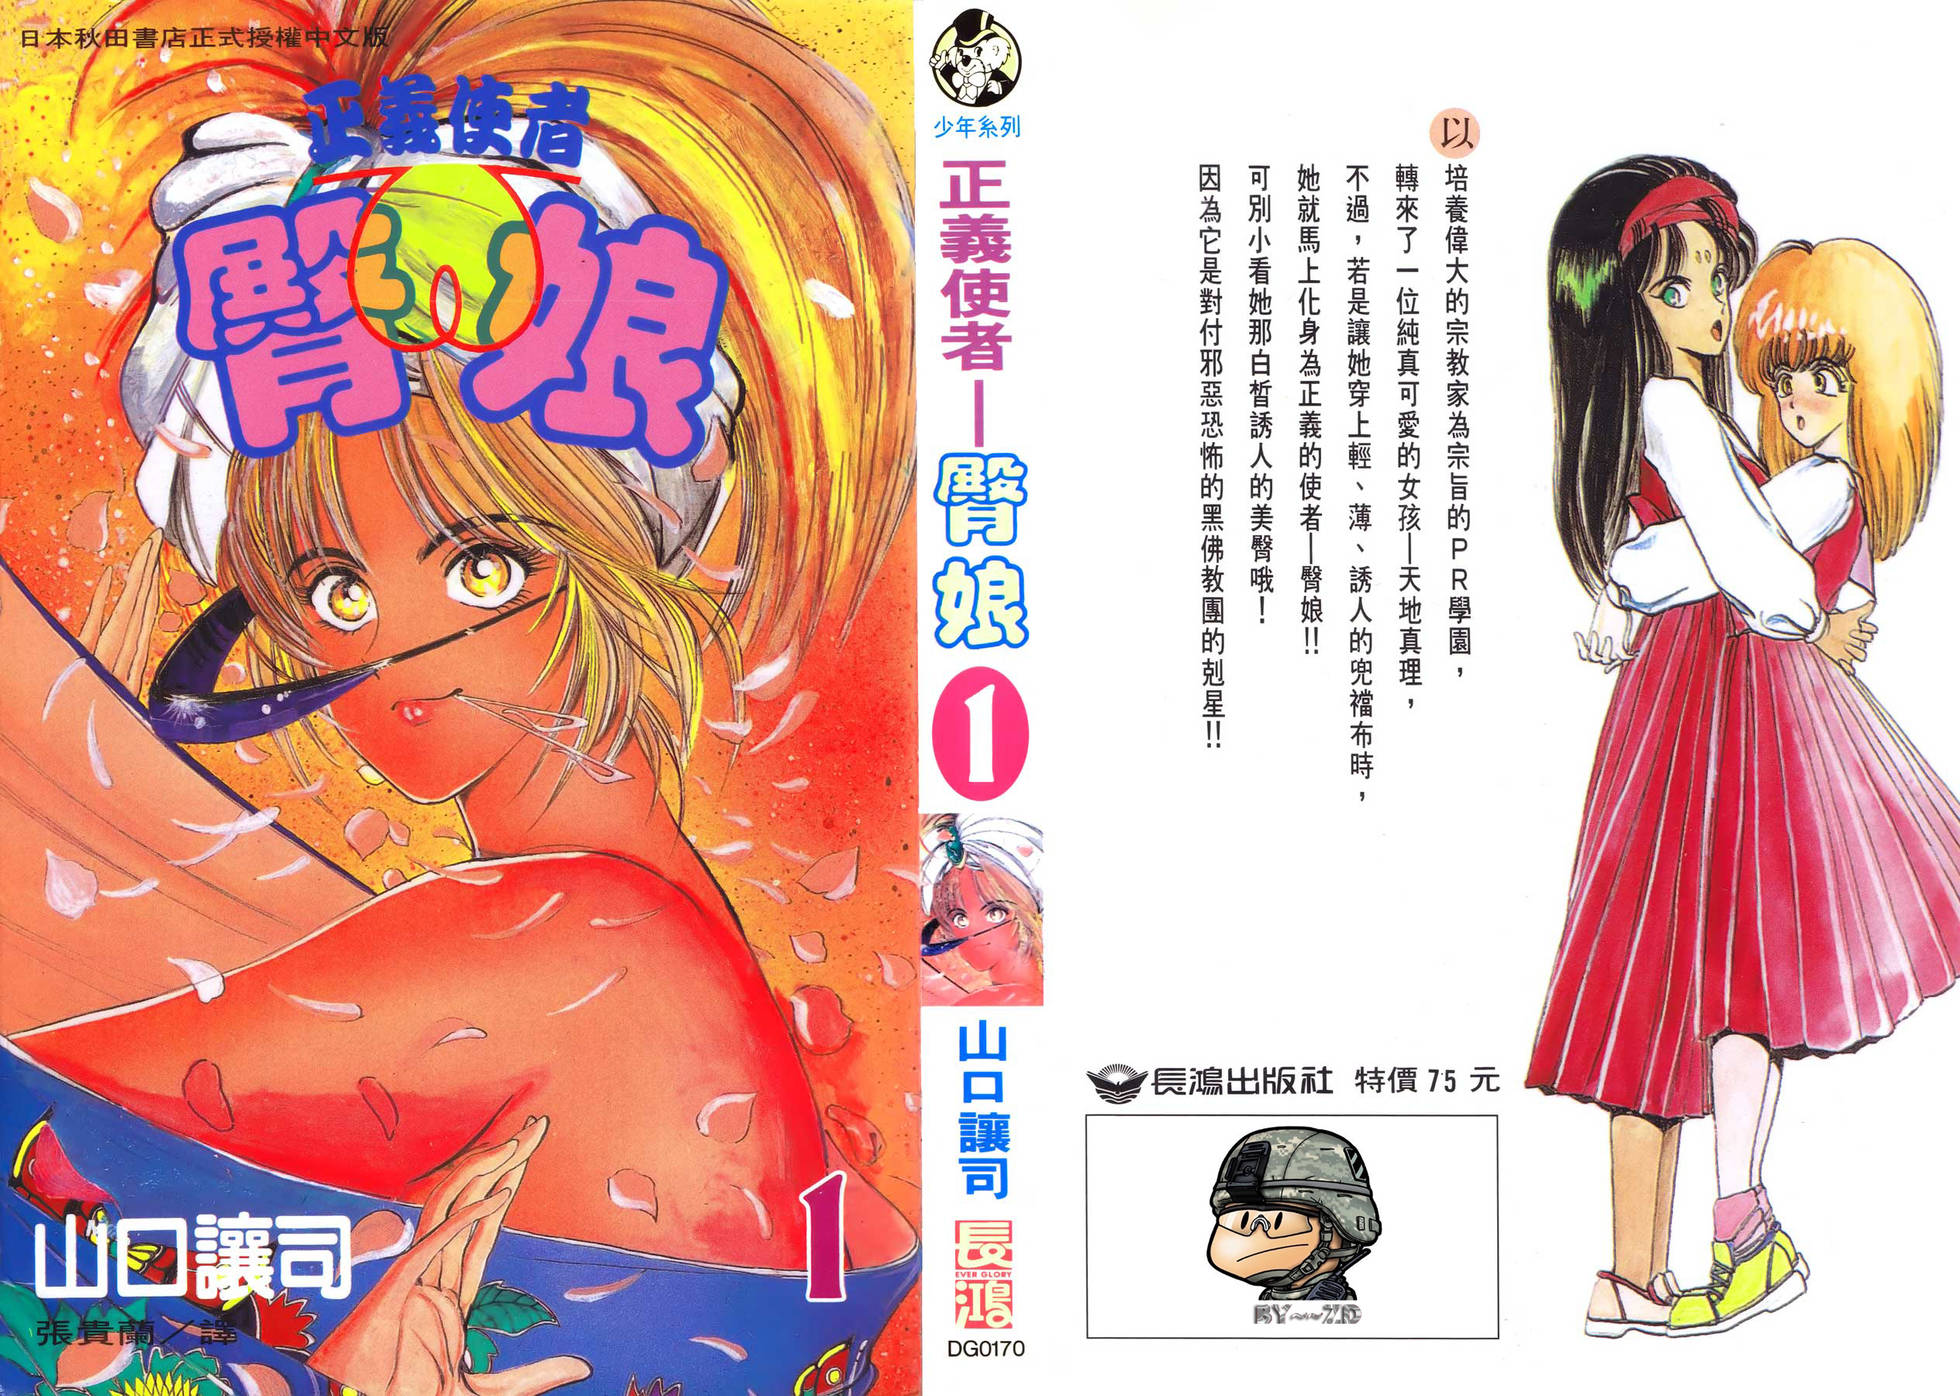 日本秋田書店正式授權中文版
正義使者
臀娘
山口讓司
張貴蘭／譯
1
少年系列
正義使者─臀娘
1
山口讓司
長鴻
EVER GLORY
DG0170
以
培養偉大的宗教家為宗旨的ＰＲ學園，
轉來了一位純真可愛的女孩─天地真理，
不過，若是讓她穿上輕、薄、誘人的兜襠布時，
她就馬上化身為正義的使者─臀娘!!
可別小看她那白皙誘人的美臀哦！
因為它是對付邪惡恐怖的黑佛教團的剋星!!
長鴻出版社 特價75元
BY~~ZD